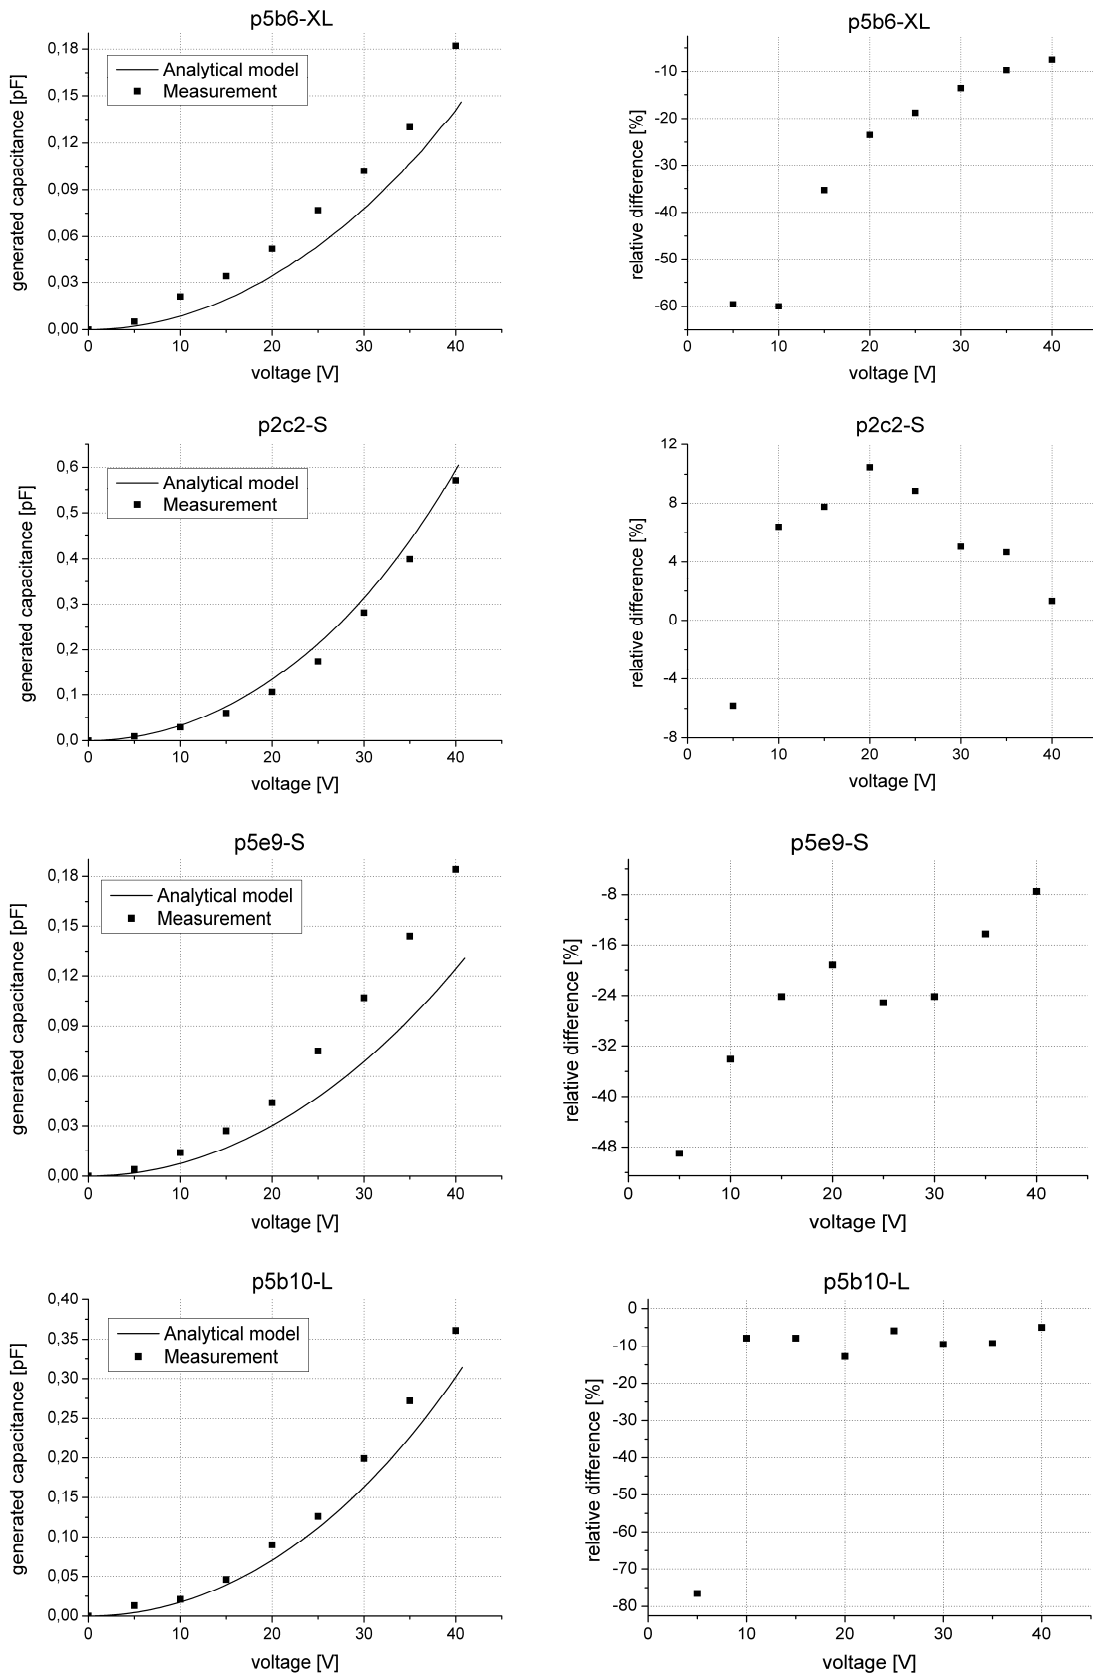 p5b6-XL
generated capacitance [pF]
0,18
0,15
0,12
0,09
0,06
0,03
0,00
Analytical model
Measurement
0 10 20 30 40
voltage [V]
p5b6-XL
relative difference [%]
-10
-20
-30
-40
-50
-60
0 10 20 30 40
voltage [V]
p2c2-S
generated capacitance [pF]
0,6
0,5
0,4
0,3
0,2
0,1
0,0
Analytical model
Measurement
0 10 20 30 40
voltage [V]
p2c2-S
relative difference [%]
12
8
4
0
-4
-8
0 10 20 30 40
voltage [V]
p5e9-S
generated capacitance [pF]
0,18
0,15
0,12
0,09
0,06
0,03
0,00
Analytical model
Measurement
0 10 20 30 40
voltage [V]
p5e9-S
relative difference [%]
-8
-16
-24
-32
-40
-48
0 10 20 30 40
voltage [V]
p5b10-L
generated capacitance [pF]
0,40
0,35
0,30
0,25
0,20
0,15
0,10
0,05
0,00
Analytical model
Measurement
0 10 20 30 40
voltage [V]
p5b10-L
relative difference [%]
0
-10
-20
-30
-40
-50
-60
-70
-80
0 10 20 30 40
voltage [V]